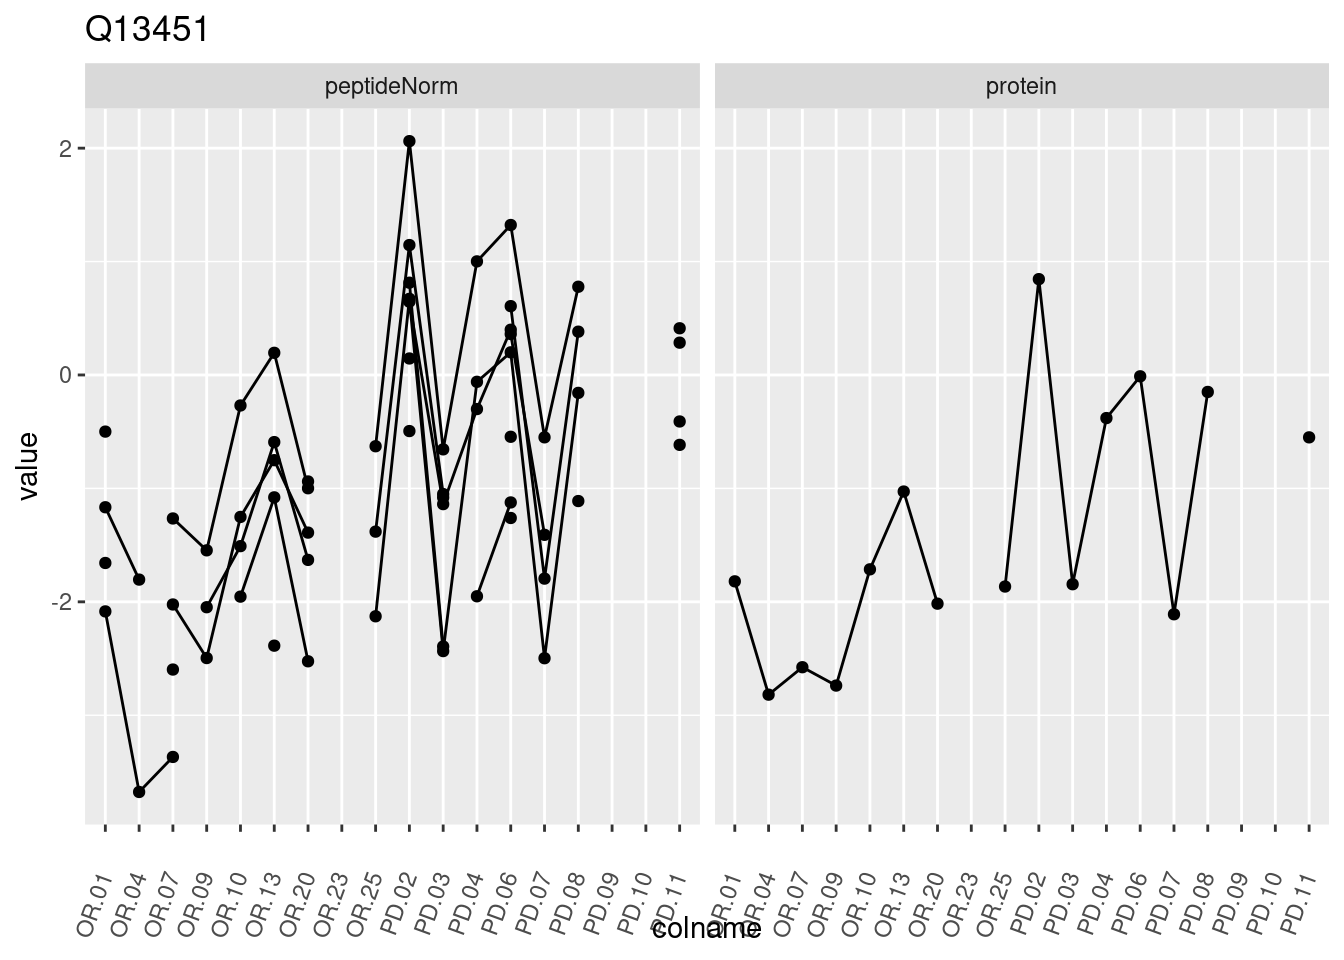 Q13451
peptideNorm protein
2
0
-2
value
OR.01 OR.04 OR.07 OR.09 OR.10 OR.13 OR.20 OR.23 OR.25 PD.02 PD.03 PD.04 PD.06 PD.07 PD.08 PD.09 PD.10 PD.11 OR.01 OR.04 OR.07 OR.09 OR.10 OR.13 OR.20 OR.23 OR.25 PD.02 PD.03 PD.04 PD.06 PD.07 PD.08 PD.09 PD.10 PD.11
colname